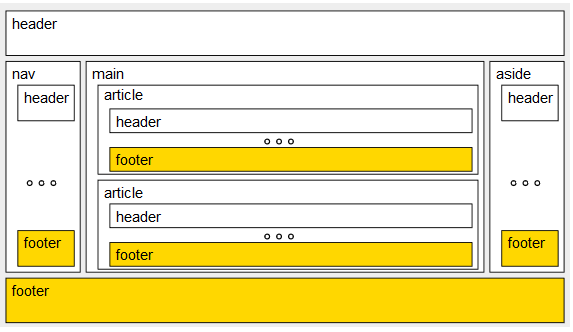 header
nav
header
footer
main
article
header
footer
article
header
footer
aside
header
footer
footer